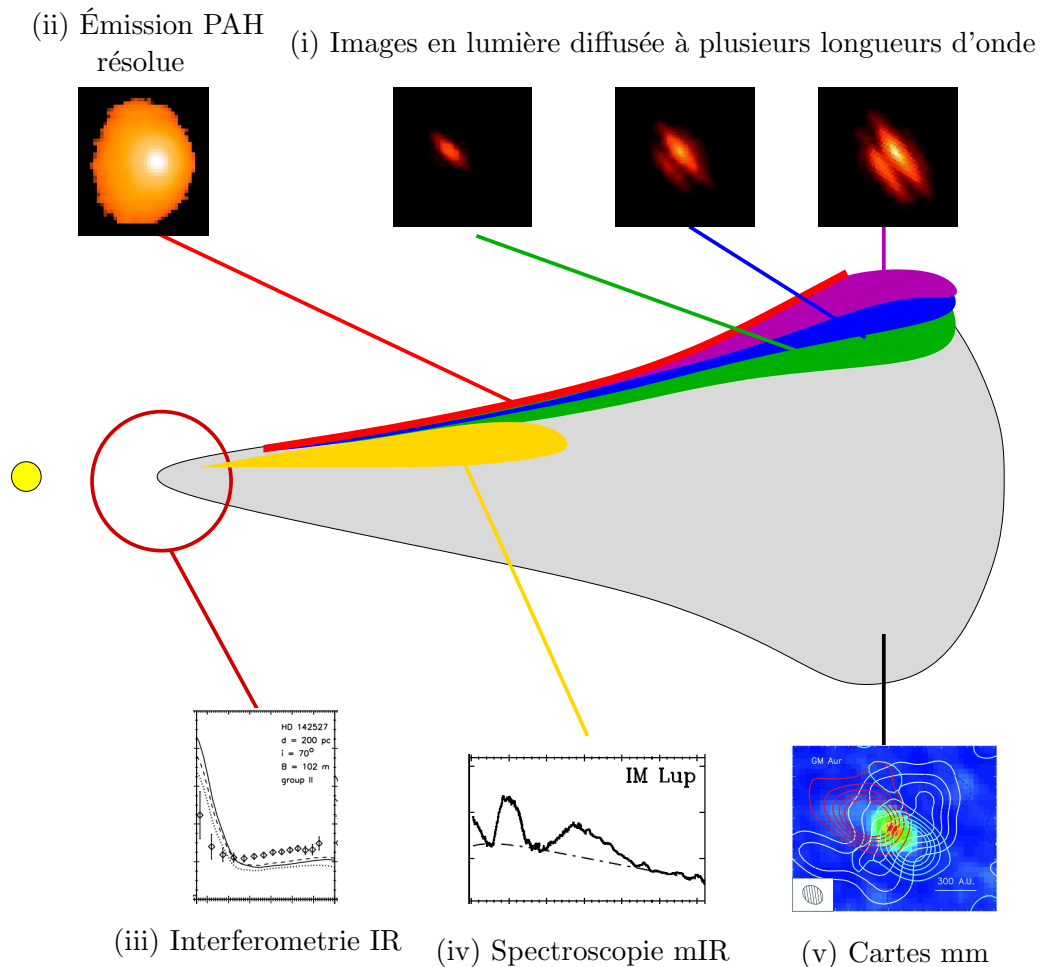 (ii) Émission PAH
résolue
(i) Images en lumière diffusée à plusieurs longueurs d'onde
HD 142527
d = 200 pc
i = 70°
B = 102 m
group II
IM Lup
GM Aur
300 A.U.
(iii) Interferometrie IR
(iv) Spectroscopie mIR
(v) Cartes mm